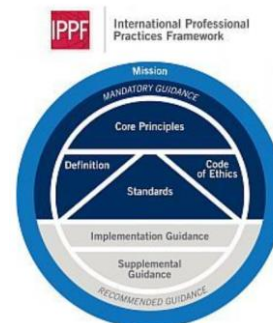 IPPF
International Professional
Practices Framework
Mission
MANDATORY GUIDANCE
Core Principles
Definition
Code
of Ethics
Standards
Implementation Guidance
Supplemental
Guidance
RECOMMENDED GUIDANCE